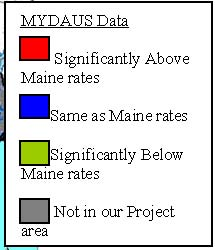 MYDAUS Data
Significantly Above
Maine rates
Same as Maine rates
Significantly Below
Maine rates
Not in our Project
area